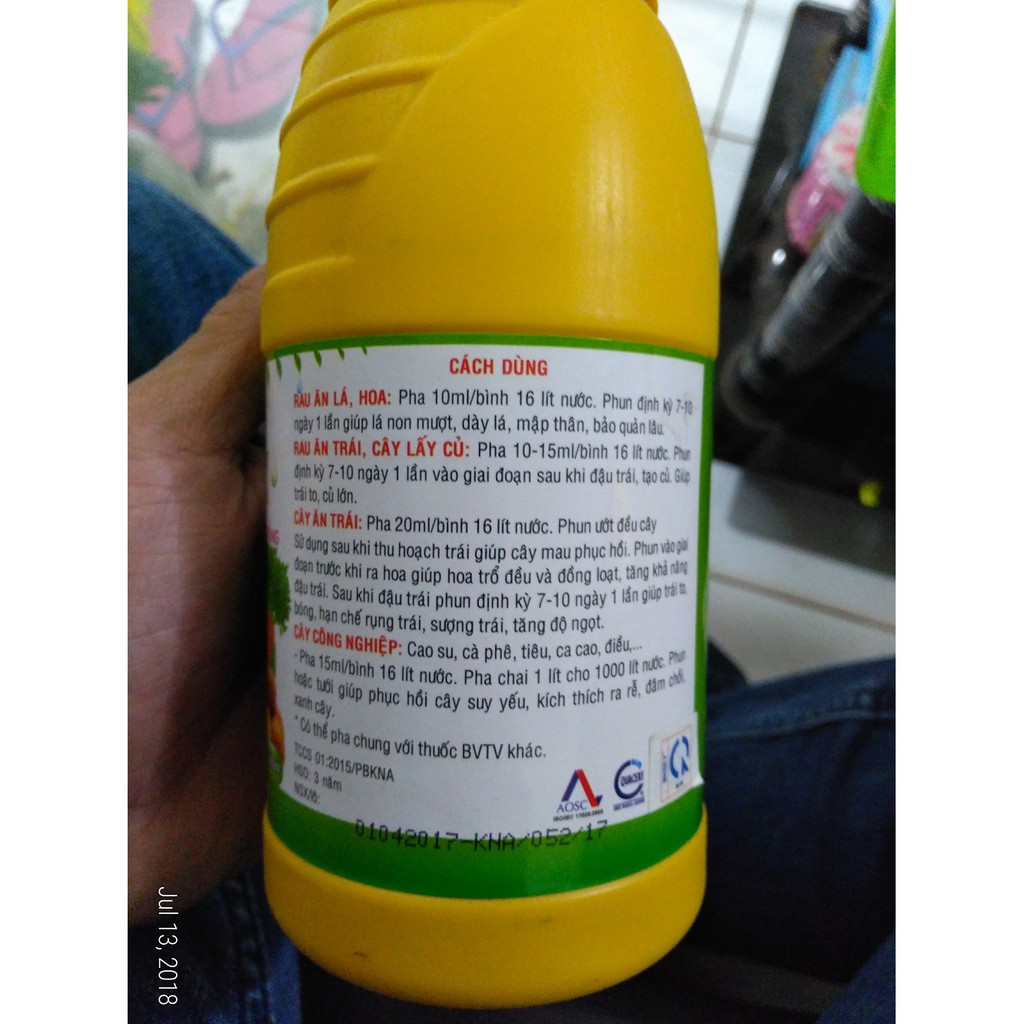 CÁCH DÙNG
RAU ĂN LÁ, HOA: Pha 10ml/bình 16 lít nước. Phun định kỳ 7-10
ngày 1 lần giúp lá non mượt, dày lá, mập thân, bảo quản lâu.
RAU ĂN TRÁI, CÂY LẤY CỦ: Pha 10-15ml/bình 16 lít nước. Phun
định kỳ 7-10 ngày 1 lần vào giai đoạn sau khi đậu trái, tạo củ. Giúp
trái to, củ lớn.
CÂY ĂN TRÁI: Pha 20ml/bình 16 lít nước. Phun ướt đều cây
Sử dụng sau khi thu hoạch trái giúp cây mau phục hồi. Phun vào giai
đoạn trước khi ra hoa giúp hoa trổ đều và đồng loạt, tăng khả năng
đậu trái. Sau khi đậu trái phun định kỳ 7-10 ngày 1 lần giúp trái to,
bóng, hạn chế rụng trái, sượng trái, tăng độ ngọt.
CÂY CÔNG NGHIỆP: Cao su, cà phê, tiêu, ca cao, điều,...
- Pha 15ml/bình 16 lít nước. Pha chai 1 lít cho 1000 lít nước. Phun
hoặc tưới giúp phục hồi cây suy yếu, kích thích ra rễ, đâm chồi,
xanh cây.
* Có thể pha chung với thuốc BVTV khác.
TCCS 01:2015/PBKNA
HSD: 3 năm
NSX/lô:
01042017-KNA/052/17
AOSC
QUACERT
Jul 13, 2018